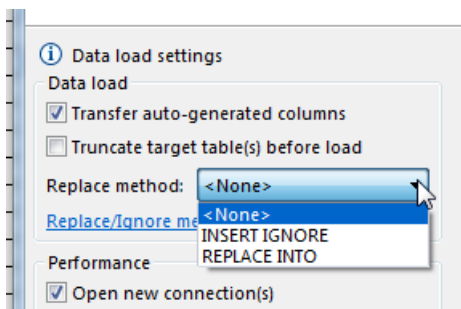 Data load settings
Data load
Transfer auto-generated columns
Truncate target table(s) before load
Replace method: <None>
Replace/Ignore me
<None>
INSERT IGNORE
REPLACE INTO
Performance
Open new connection(s)